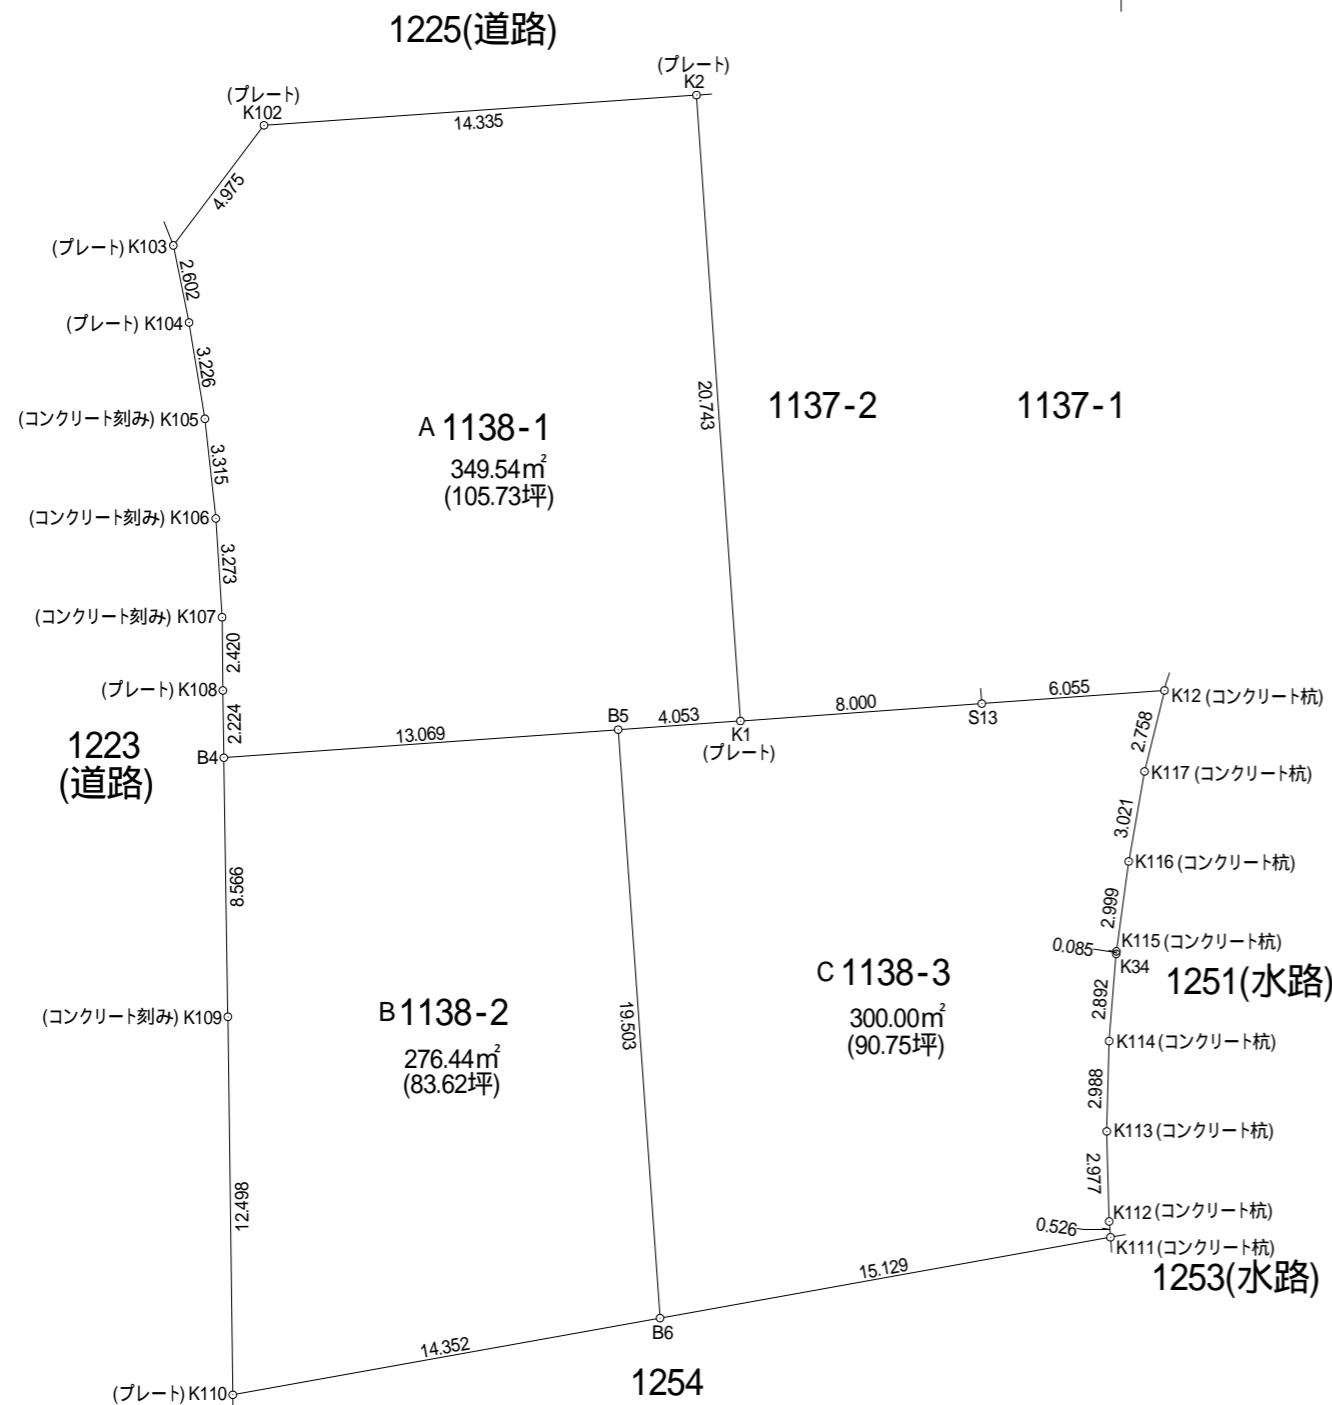 1225(道路)
(プレート)
K2
(プレート)
K102
14.335
4.975
(プレート) K103
2.602
(プレート) K104
3.226
(コンクリート刻み) K105
3.315
(コンクリート刻み) K106
3.273
(コンクリート刻み) K107
2.420
(プレート) K108
2.224
1223
(道路)
B4
A 1138-1
349.54㎡
(105.73坪)
20.743
1137-2
1137-1
13.069
B5
4.053
K1
(プレート)
8.000
S13
6.055
K12 (コンクリート杭)
2.758
K117 (コンクリート杭)
3.021
K116 (コンクリート杭)
2.999
K115 (コンクリート杭)
0.085
K34
1251(水路)
2.892
K114 (コンクリート杭)
2.988
K113 (コンクリート杭)
2.977
K112 (コンクリート杭)
0.526
K111 (コンクリート杭)
1253(水路)
8.566
(コンクリート刻み) K109
B 1138-2
276.44㎡
(83.62坪)
19.503
C 1138-3
300.00㎡
(90.75坪)
12.498
15.129
B6
14.352
(プレート) K110
1254